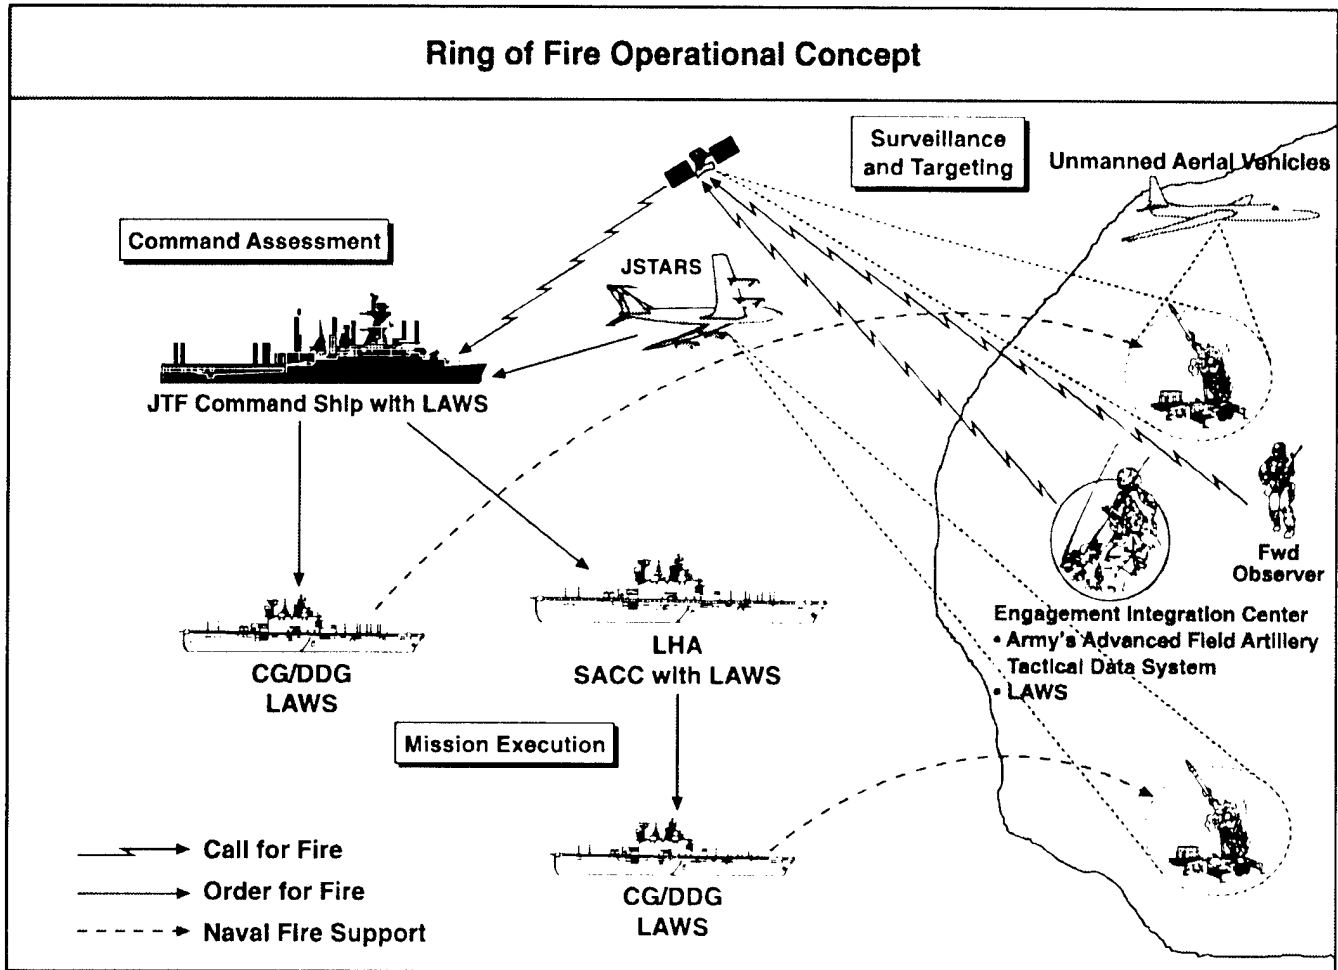 Ring of Fire Operational Concept
Surveillance
and Targeting
Unmanned Aerial Vehicles
Command Assessment
JSTARS
JTF Command Ship with LAWS
Fwd
Observer
Engagement Integration Center
• Army's Advanced Field Artillery
Tactical Data System
• LAWS
CG/DDG
LAWS
LHA
SACC with LAWS
Mission Execution
CG/DDG
LAWS
Call for Fire
Order for Fire
Naval Fire Support